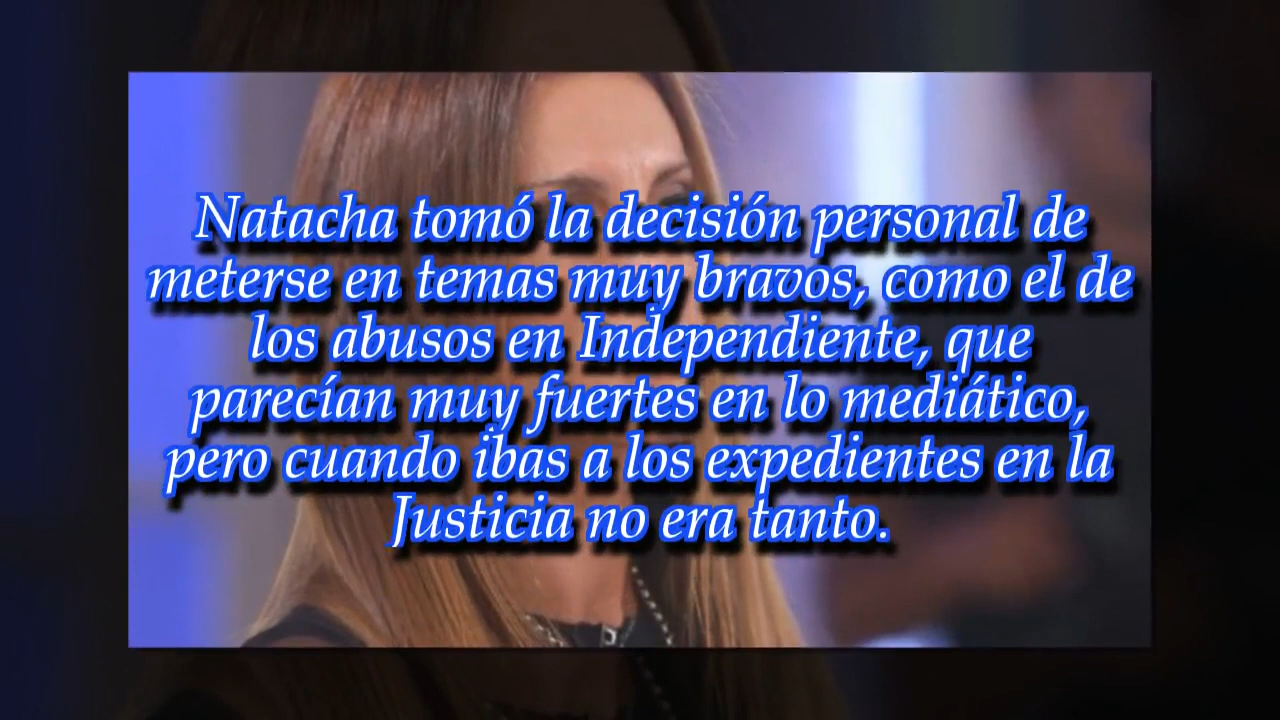 Natacha tomó la decisión personal de
meterse en temas muy bravos, como el de
los abusos en Independiente, que
parecían muy fuertes en lo mediático,
pero cuando ibas a los expedientes en la
Justicia no era tanto.